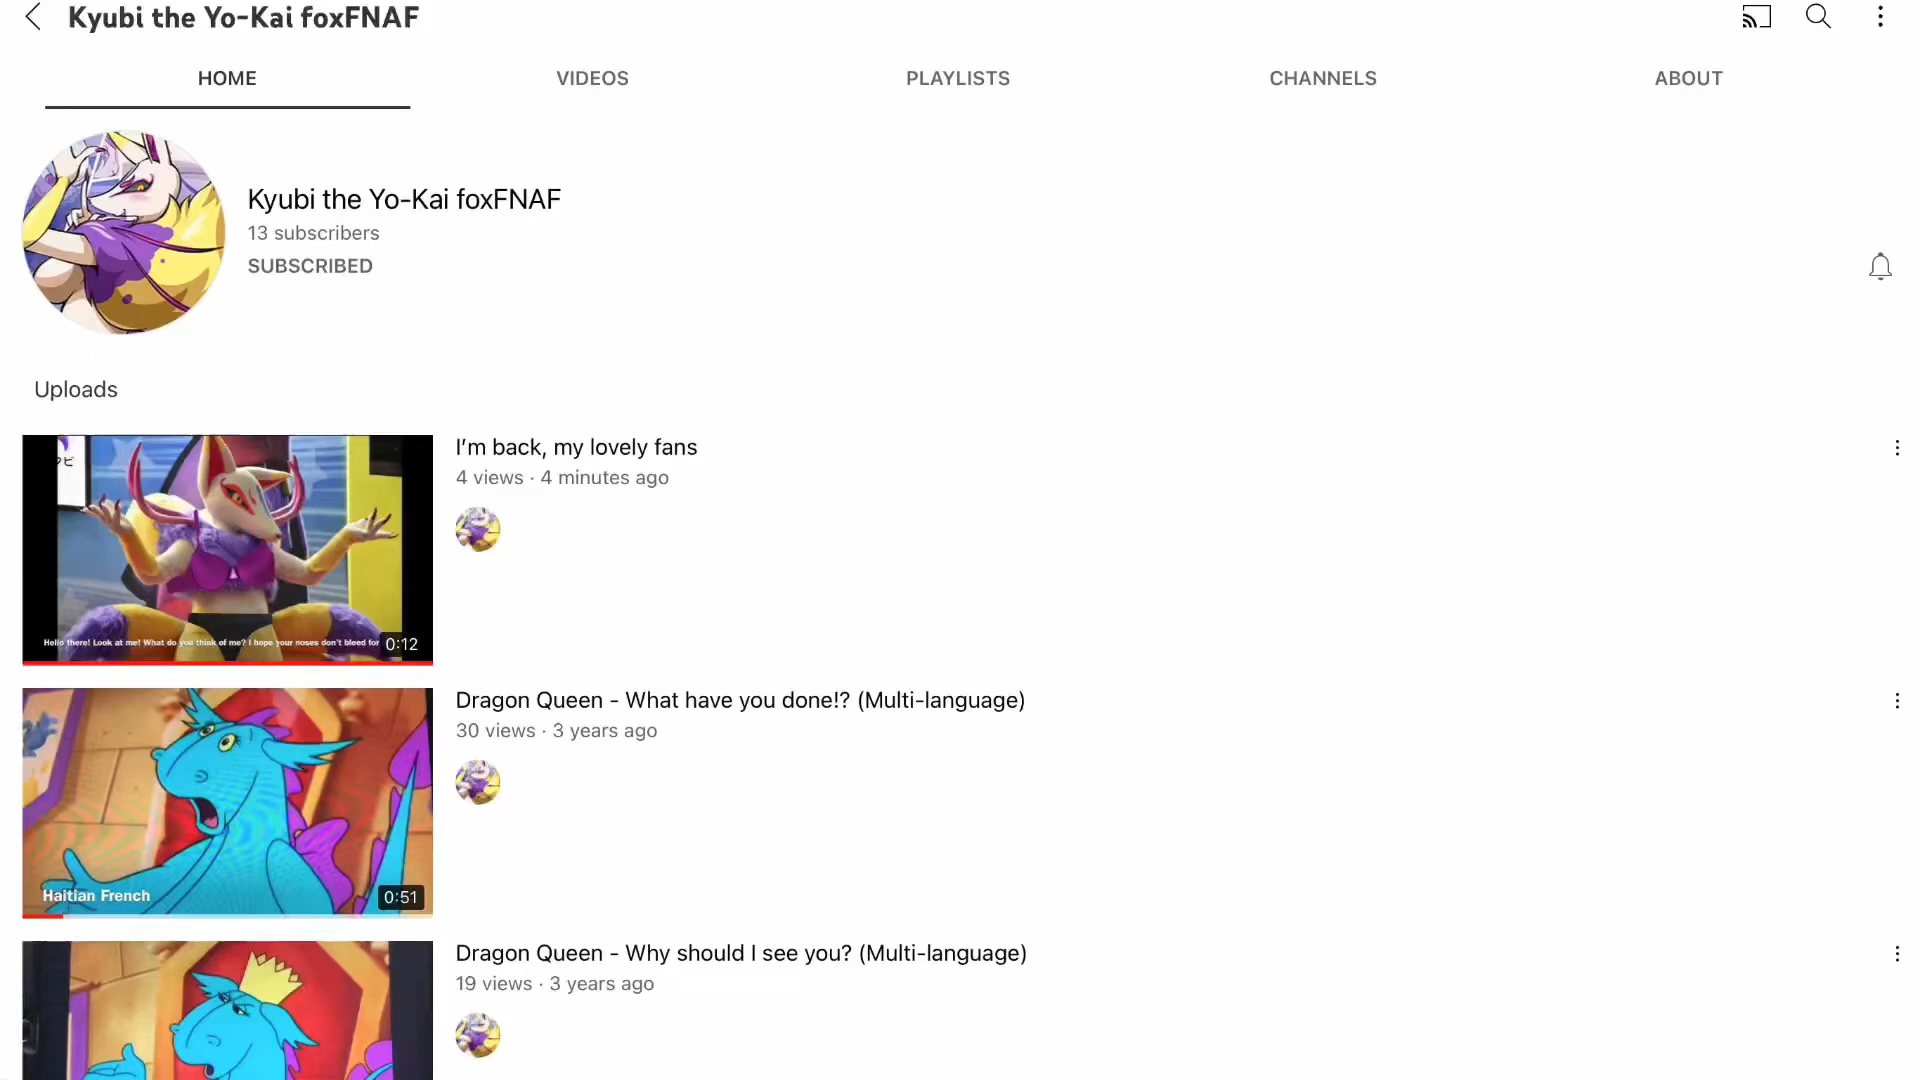 Kyubi the Yo-Kai foxFNAF
HOME
VIDEOS
PLAYLISTS
CHANNELS
ABOUT
Kyubi the Yo-Kai foxFNAF
13 subscribers
SUBSCRIBED
Uploads
ビ
Hello there! Look at me! What do you think of me? I hope your noses don't bleed for
0:12
I'm back, my lovely fans
4 views · 4 minutes ago
Haitian French
0:51
Dragon Queen - What have you done!? (Multi-language)
30 views · 3 years ago
Dragon Queen - Why should I see you? (Multi-language)
19 views · 3 years ago